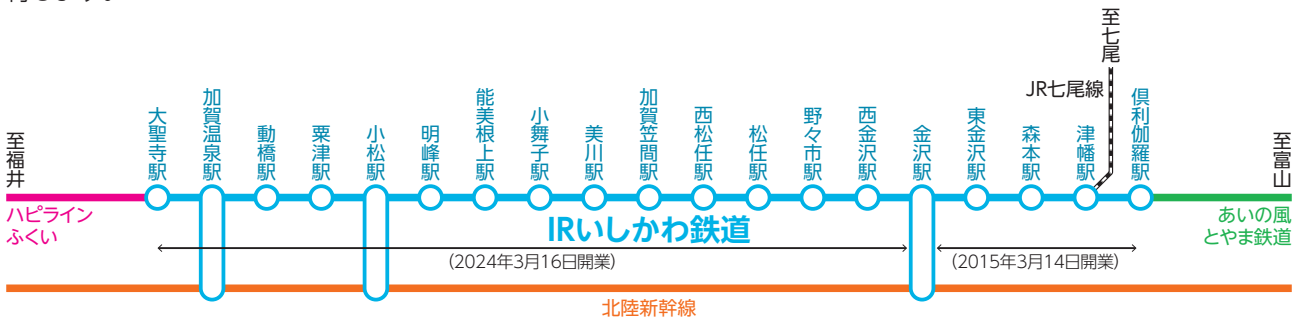 至福井
大聖寺駅
加賀温泉駅
動橋駅
粟津駅
小松駅
明峰駅
能美根上駅
小舞子駅
美川駅
加賀笠間駅
西松任駅
松任駅
野々市駅
西金沢駅
金沢駅
東金沢駅
森本駅
津幡駅
倶利伽羅駅
至七尾
JR七尾線
至富山
ハピライン
ふくい
IRいしかわ鉄道
あいの風
とやま鉄道
(2024年3月16日開業)
(2015年3月14日開業)
北陸新幹線